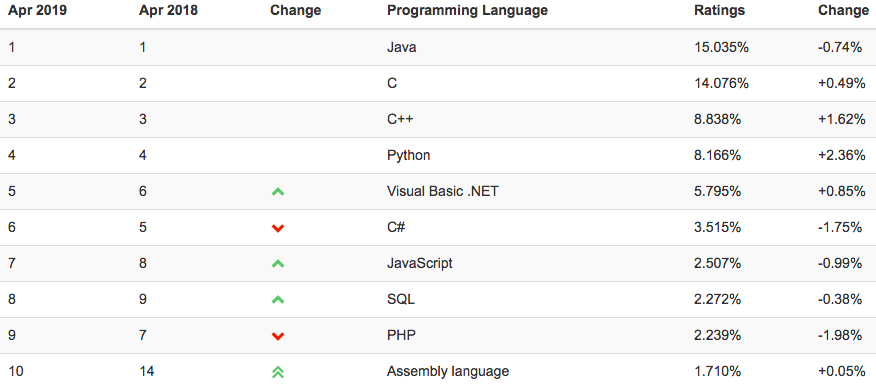 Apr 2019 Apr 2018 Change Programming Language Ratings Change
1 1 Java 15.035% -0.74%
2 2 C 14.076% +0.49%
3 3 C++ 8.838% +1.62%
4 4 Python 8.166% +2.36%
5 6 Visual Basic .NET 5.795% +0.85%
6 5 C# 3.515% -1.75%
7 8 JavaScript 2.507% -0.99%
8 9 SQL 2.272% -0.38%
9 7 PHP 2.239% -1.98%
10 14 Assembly language 1.710% +0.05%